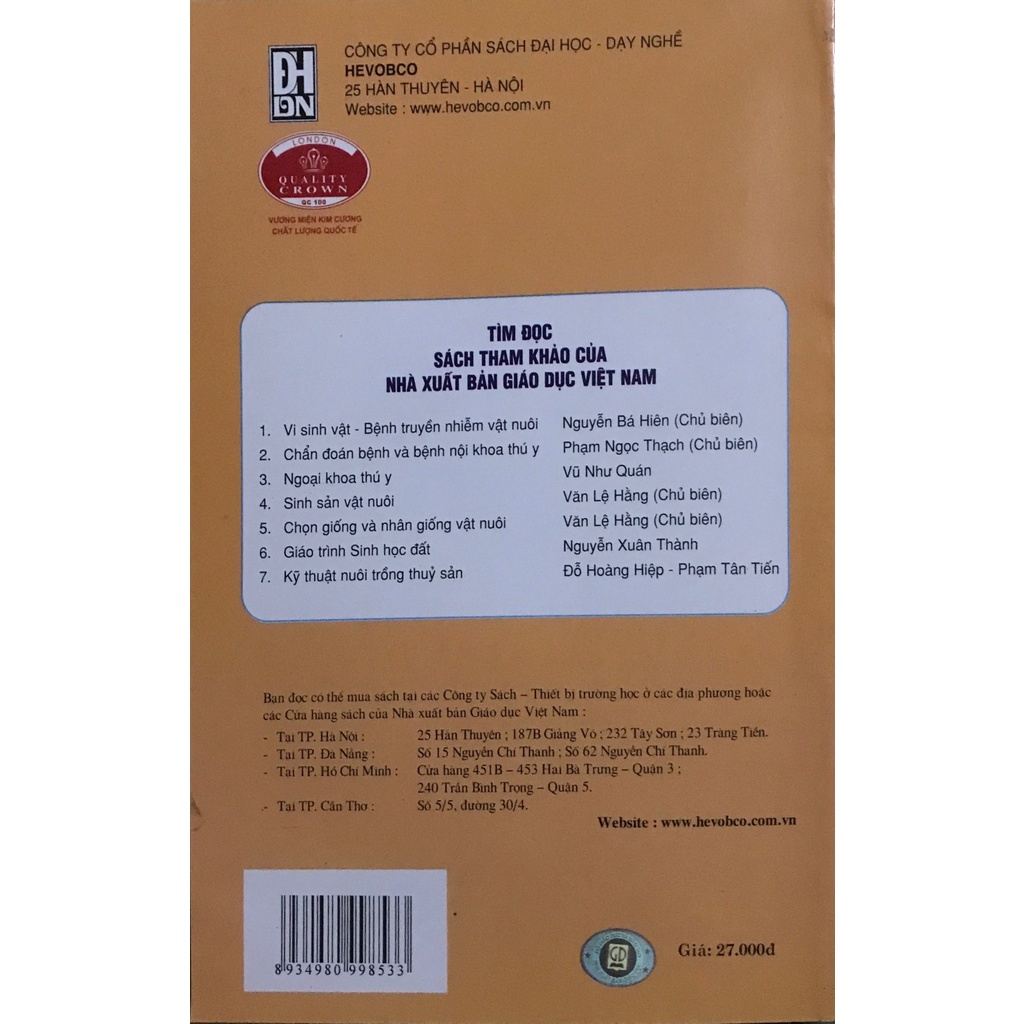 ĐH
DN
CÔNG TY CỔ PHẦN SÁCH ĐẠI HỌC - DẠY NGHỀ
HEVOBCO
25 HÀN THUYÊN - HÀ NỘI
Website : www.hevobco.com.vn
LONDON
QUALITY
CROWN
QC 100
VƯƠNG MIỆN KIM CƯƠNG
CHẤT LƯỢNG QUỐC TẾ
TÌM ĐỌC
SÁCH THAM KHẢO CỦA
NHÀ XUẤT BẢN GIÁO DỤC VIỆT NAM
1. Vi sinh vật - Bệnh truyền nhiễm vật nuôi Nguyễn Bá Hiên (Chủ biên)
2. Chẩn đoán bệnh và bệnh nội khoa thú y Phạm Ngọc Thạch (Chủ biên)
3. Ngoại khoa thú y Vũ Như Quán
4. Sinh sản vật nuôi Văn Lệ Hằng (Chủ biên)
5. Chọn giống và nhân giống vật nuôi Văn Lệ Hằng (Chủ biên)
6. Giáo trình Sinh học đất Nguyễn Xuân Thành
7. Kỹ thuật nuôi trồng thuỷ sản Đỗ Hoàng Hiệp - Phạm Tân Tiến
Bạn đọc có thể mua sách tại các Công ty Sách – Thiết bị trường học ở các địa phương hoặc
các Cửa hàng sách của Nhà xuất bản Giáo dục Việt Nam :
- Tại TP. Hà Nội : 25 Hàn Thuyên ; 187B Giảng Võ ; 232 Tây Sơn ; 23 Tràng Tiền.
- Tại TP. Đà Nẵng : Số 15 Nguyễn Chí Thanh ; Số 62 Nguyễn Chí Thanh.
- Tại TP. Hồ Chí Minh : Cửa hàng 451B – 453 Hai Bà Trưng – Quận 3 ;
240 Trần Bình Trọng – Quận 5.
- Tại TP. Cần Thơ : Số 5/5, đường 30/4.
Website : www.hevobco.com.vn
8 934980 998533
GD
Giá: 27.000đ